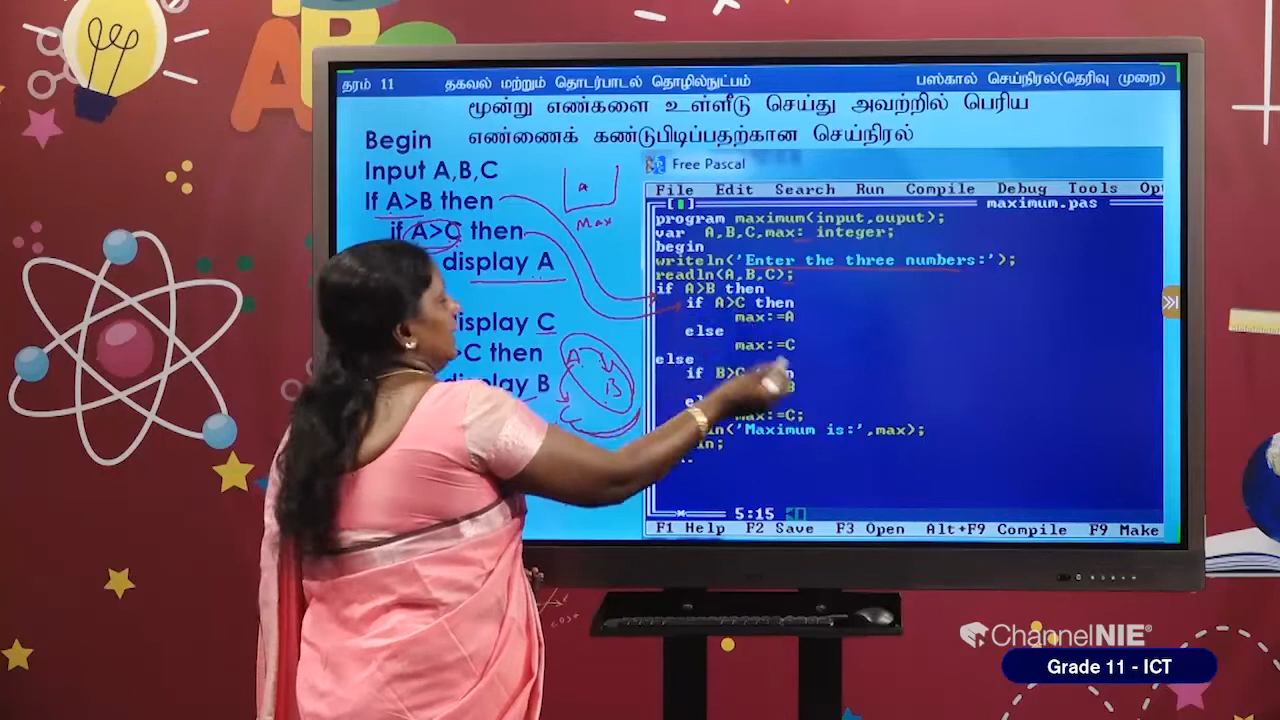 தரம் 11 தகவல் மற்றும் தொடர்பாடல் தொழில்நுட்பம் பஸ்கால் செய்நிரல்(தெரிவு முறை)
மூன்று எண்களை உள்ளீடு செய்து அவற்றில் பெரிய
எண்ணைக் கண்டுபிடிப்பதற்கான செய்நிரல்
Begin
Input A,B,C
If A>B then
if A>C then
display A
display C
>C then
display B
a
Max
A
B
C
Free Pascal
File Edit Search Run Compile Debug Tools
maximum.pas
program maximum(input,ouput);
var A,B,C,max: integer;
begin
writeln('Enter the three numbers:');
readln(A,B,C);
if A>B then
if A>C then
max:=A
else
max:=C
else
if B>C
B
max:=C;
('Maximum is:',max);
5:15
F1 Help F2 Save F3 Open Alt+F9 Compile F9 Make
ChannelNIE®
Grade 11 - ICT